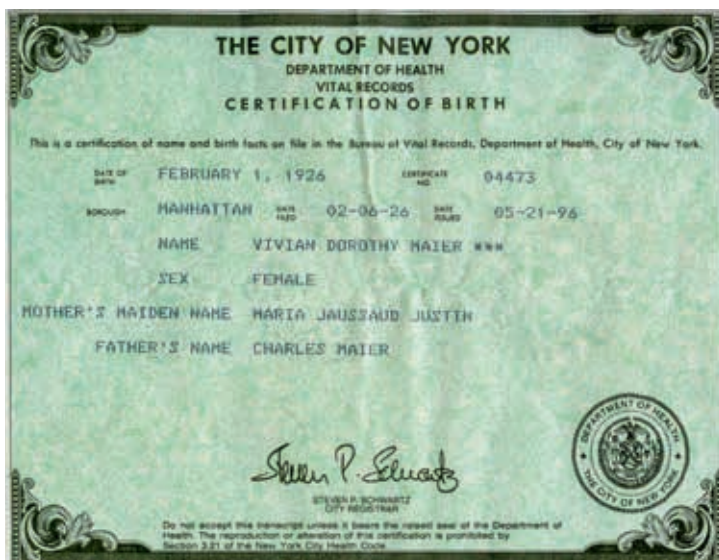 THE CITY OF NEW YORK
DEPARTMENT OF HEALTH
VITAL RECORDS
CERTIFICATION OF BIRTH
This is a certification of name and birth facts on file in the Bureau of Vital Records, Department of Health, City of New York.
DATE OF BIRTH FEBRUARY 1, 1926 CERTIFICATE NO. 04473
BOROUGH MANHATTAN DATE FILED 02-06-26 DATE ISSUED 05-21-96
NAME VIVIAN DOROTHY MAIER ***
SEX FEMALE
MOTHER'S MAIDEN NAME MARIA JAUSSAUD JUSTIN
FATHER'S NAME CHARLES MAIER
Steven P. Schwartz
STEVEN P. SCHWARTZ
CITY REGISTRAR
DEPARTMENT OF HEALTH
THE CITY OF NEW YORK
Do not accept this transcript unless it bears the raised seal of the Department of
Health. The reproduction or alteration of this certification is prohibited by
Section 3.21 of the New York City Health Code.